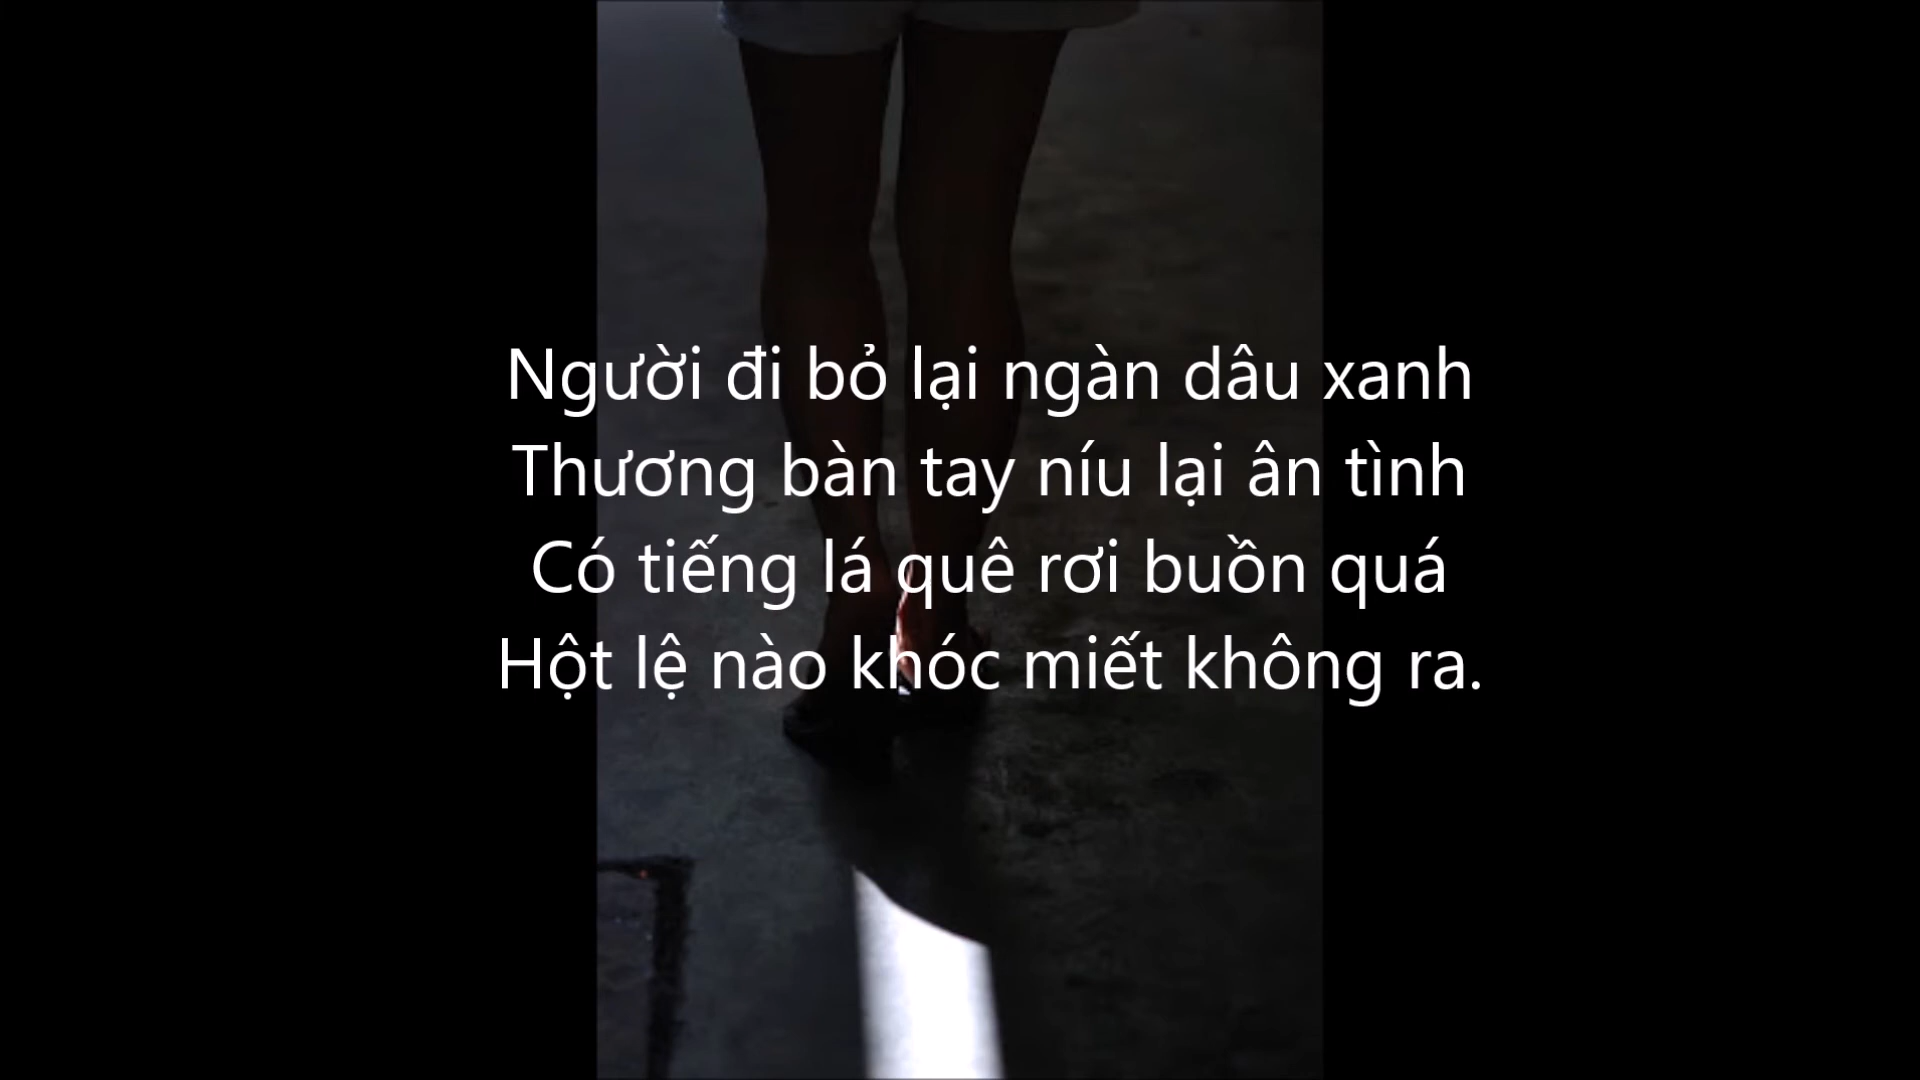 Người đi bỏ lại ngàn dâu xanh
Thương bàn tay níu lại ân tình
Có tiếng lá quê rơi buồn quá
Hột lệ nào khóc miết không ra.